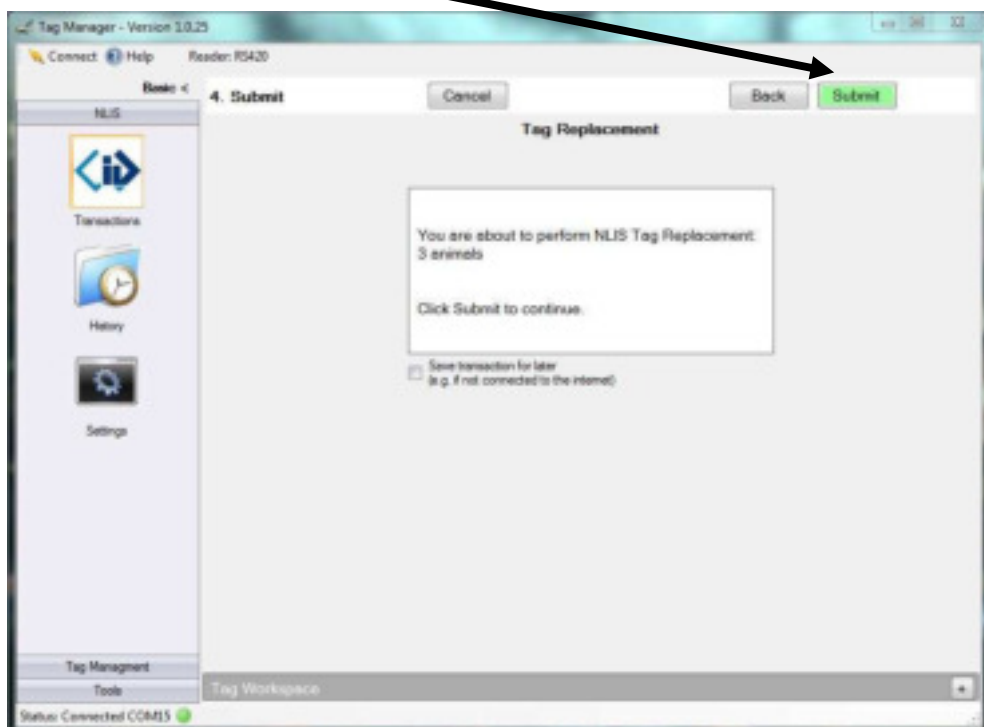 Tag Manager - Version 1.0.25
Connect Help Reader: RS420
Basic <
NLIS
Transactions
History
Settings
4. Submit Cancel Back Submit
Tag Replacement
You are about to perform NLIS Tag Replacement:
3 animals
Click Submit to continue.
Save transaction for later
(e.g. if not connected to the internet)
Tag Managment
Tools
Tag Workspace +
Status: Connected COM15